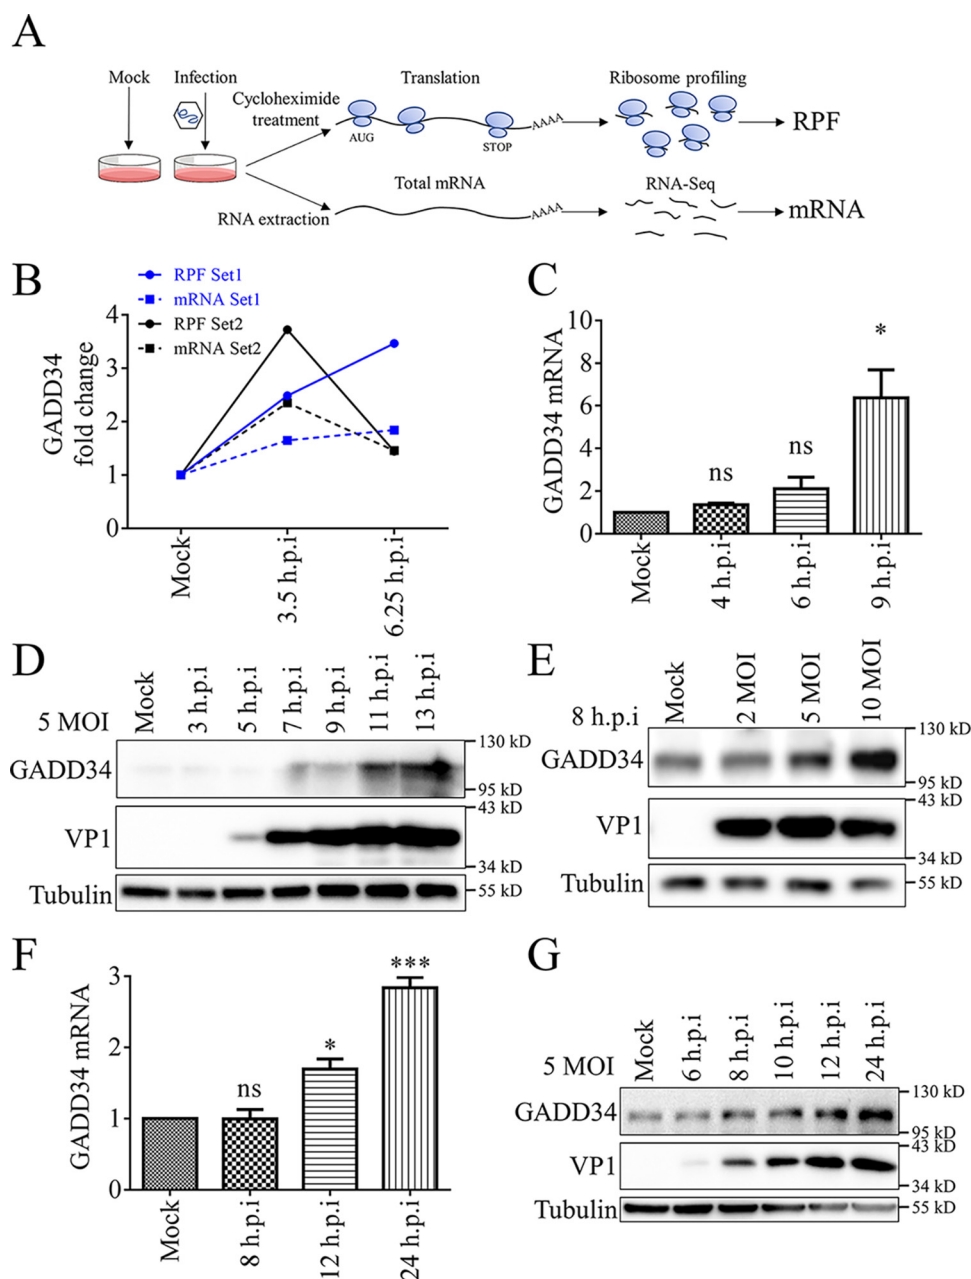 A
Mock
Infection
Cycloheximide
treatment
Translation
AUG
STOP
AAAA
Ribosome profiling
RPF
RNA extraction
Total mRNA
AAAA
RNA-Seq
mRNA
B
RPF Set1
mRNA Set1
RPF Set2
mRNA Set2
GADD34
fold change
4
3
2
1
0
Mock
3.5 h.p.i
6.25 h.p.i
C
GADD34 mRNA
10
8
6
4
2
0
ns
ns
*
Mock
4 h.p.i
6 h.p.i
9 h.p.i
D
5 MOI
Mock
3 h.p.i
5 h.p.i
7 h.p.i
9 h.p.i
11 h.p.i
13 h.p.i
GADD34
130 kD
95 kD
VP1
43 kD
34 kD
Tubulin
55 kD
E
8 h.p.i
Mock
2 MOI
5 MOI
10 MOI
GADD34
130 kD
95 kD
VP1
43 kD
34 kD
Tubulin
55 kD
F
GADD34 mRNA
3
2
1
0
ns
*
***
Mock
8 h.p.i
12 h.p.i
24 h.p.i
G
5 MOI
Mock
6 h.p.i
8 h.p.i
10 h.p.i
12 h.p.i
24 h.p.i
GADD34
130 kD
95 kD
VP1
43 kD
34 kD
Tubulin
55 kD